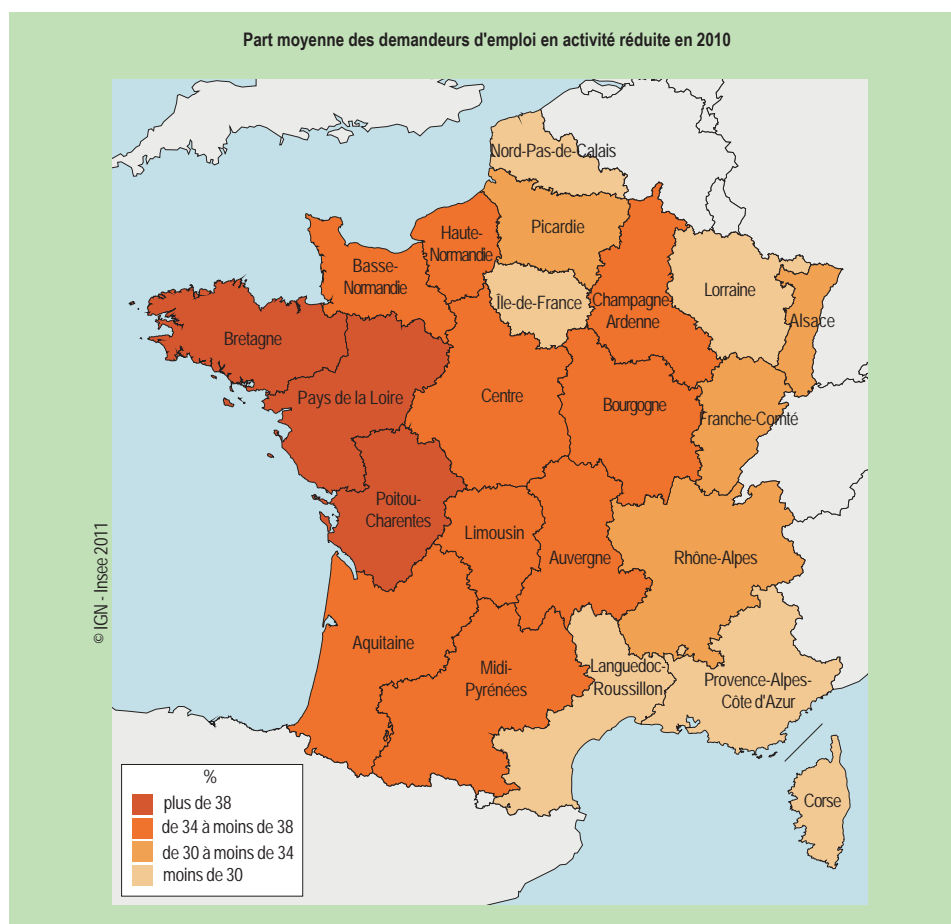 Part moyenne des demandeurs d'emploi en activité réduite en 2010
Nord-Pas-de-Calais
Picardie
Haute-
Normandie
Basse-
Normandie
Île-de-France
Champagne-
Ardenne
Lorraine
Alsace
Bretagne
Pays de la Loire
Centre
Bourgogne
Franche-Comté
Poitou-
Charentes
Limousin
Auvergne
Rhône-Alpes
Aquitaine
Midi-
Pyrénées
Languedoc-
Roussillon
Provence-Alpes-
Côte d'Azur
Corse
%
plus de 38
de 34 à moins de 38
de 30 à moins de 34
moins de 30
© IGN - Insee 2011